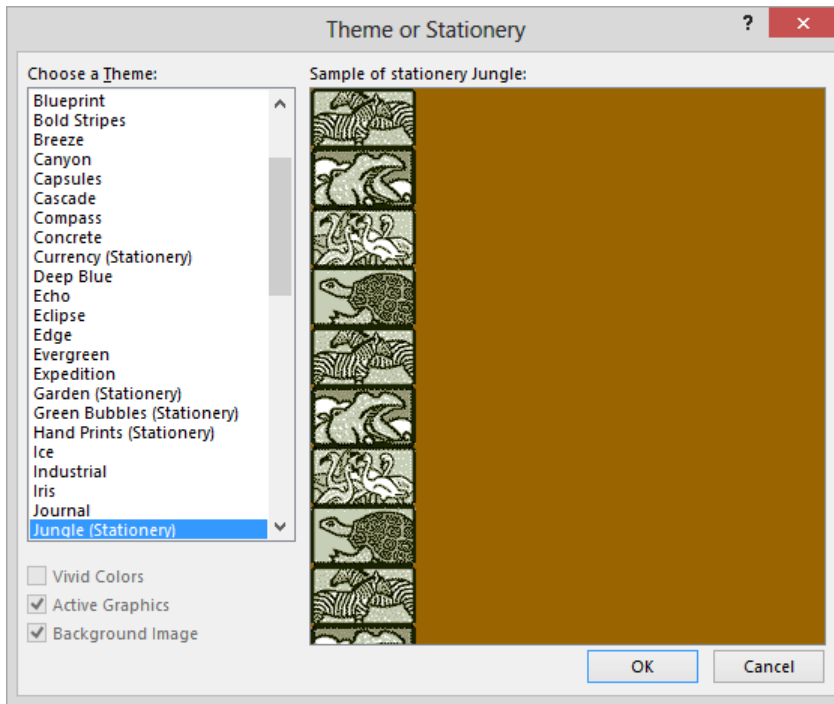 Theme or Stationery
?
Choose a Theme:
Sample of stationery Jungle:
Blueprint
Bold Stripes
Breeze
Canyon
Capsules
Cascade
Compass
Concrete
Currency (Stationery)
Deep Blue
Echo
Eclipse
Edge
Evergreen
Expedition
Garden (Stationery)
Green Bubbles (Stationery)
Hand Prints (Stationery)
Ice
Industrial
Iris
Journal
Jungle (Stationery)
Vivid Colors
Active Graphics
Background Image
OK
Cancel